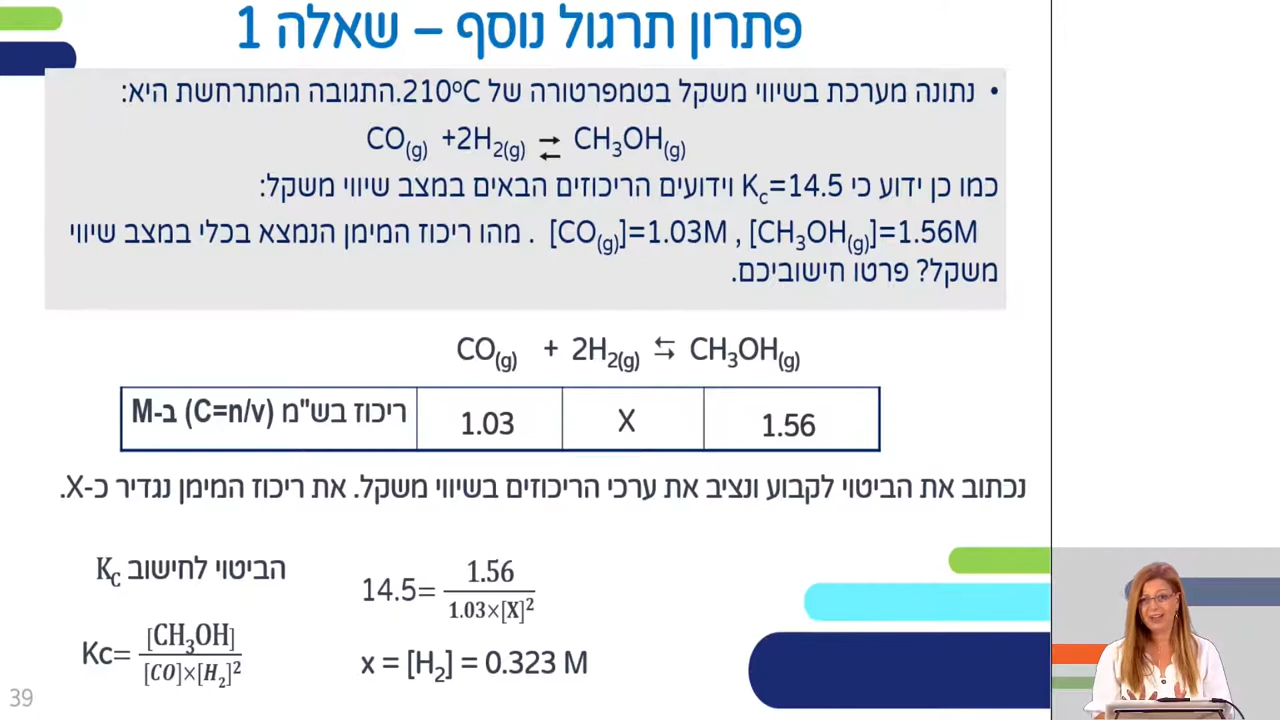 פתרון תרגול נוסף – שאלה 1
• נתונה מערכת בשיווי משקל בטמפרטורה של 210ºC.התגובה המתרחשת היא:
CO(g) +2H2(g) ⇄ CH3OH(g)
כמו כן ידוע כי Kc=14.5 וידועים הריכוזים הבאים במצב שיווי משקל:
[CO(g)]=1.03M , [CH3OH(g)]=1.56M . מהו ריכוז המימן הנמצא בכלי במצב שיווי
משקל? פרטו חישוביכם.
CO(g) + 2H2(g) ⇆ CH3OH(g)
ריכוז בש"מ (C=n/v) ב-M 1.03 X 1.56
נכתוב את הביטוי לקבוע ונציב את ערכי הריכוזים בשיווי משקל. את ריכוז המימן נגדיר כ-X.
הביטוי לחישוב KC
Kc= [CH3OH] / [CO]×[H2]²
14.5= 1.56 / 1.03×[X]²
x = [H2] = 0.323 M
39